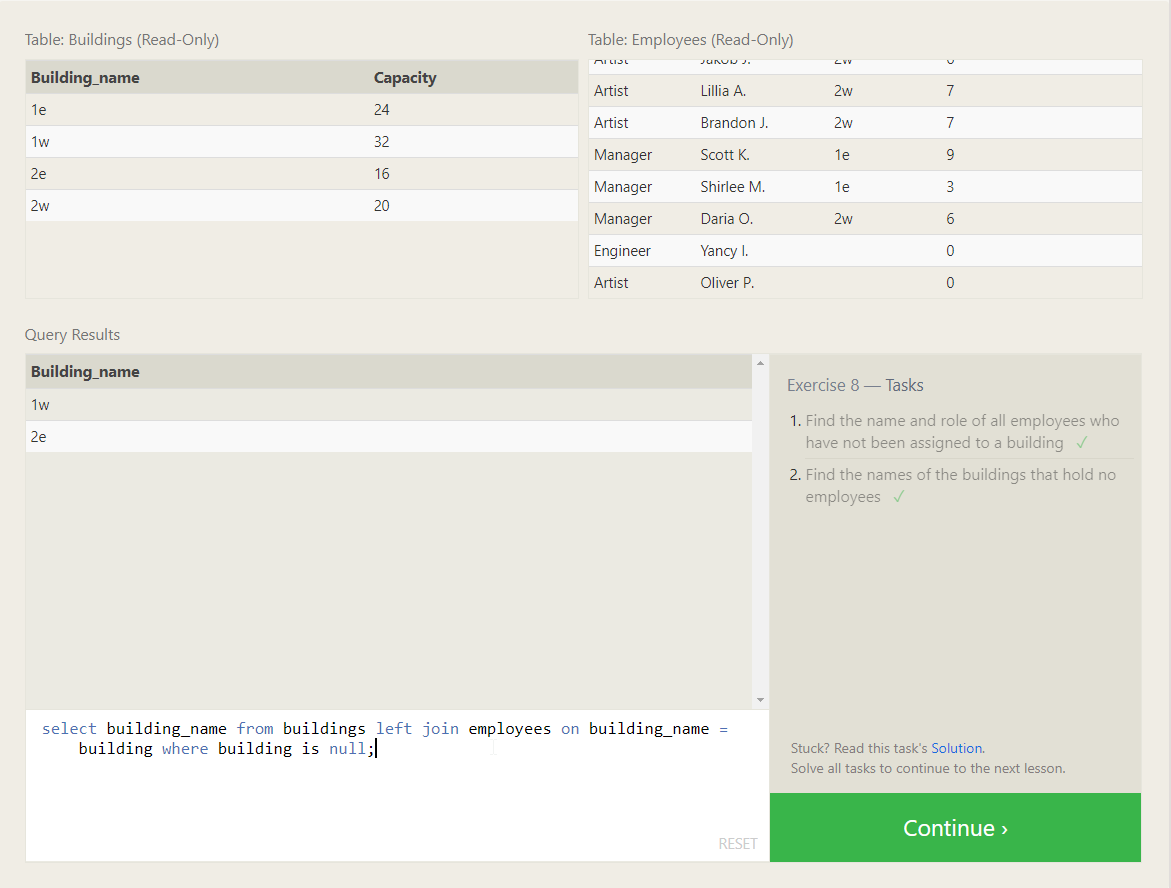 Table: Buildings (Read-Only)
Building_name Capacity
1e 24
1w 32
2e 16
2w 20
Table: Employees (Read-Only)
Artist Jakob J. 2w 0
Artist Lillia A. 2w 7
Artist Brandon J. 2w 7
Manager Scott K. 1e 9
Manager Shirlee M. 1e 3
Manager Daria O. 2w 6
Engineer Yancy I. 0
Artist Oliver P. 0
Query Results
Building_name
1w
2e
Exercise 8 — Tasks
1. Find the name and role of all employees who
have not been assigned to a building ✓
2. Find the names of the buildings that hold no
employees ✓
select building_name from buildings left join employees on building_name =
building where building is null;
RESET
Stuck? Read this task's Solution.
Solve all tasks to continue to the next lesson.
Continue ›